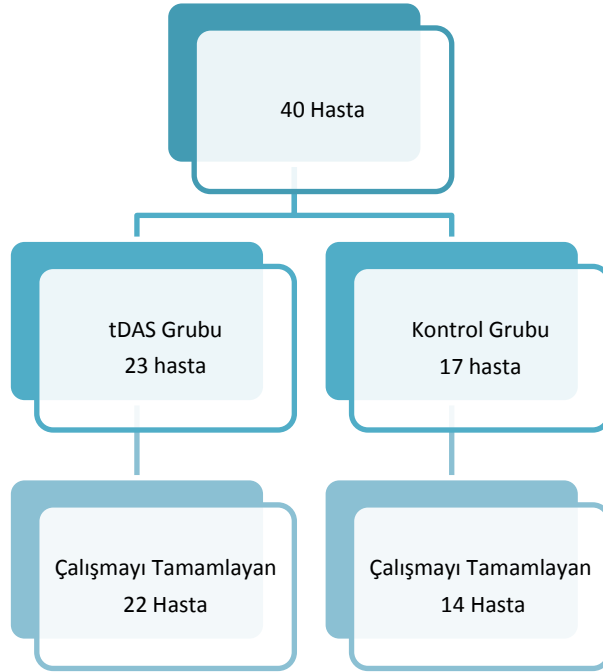 40 Hasta
tDAS Grubu
23 hasta
Kontrol Grubu
17 hasta
Çalışmayı Tamamlayan
22 Hasta
Çalışmayı Tamamlayan
14 Hasta